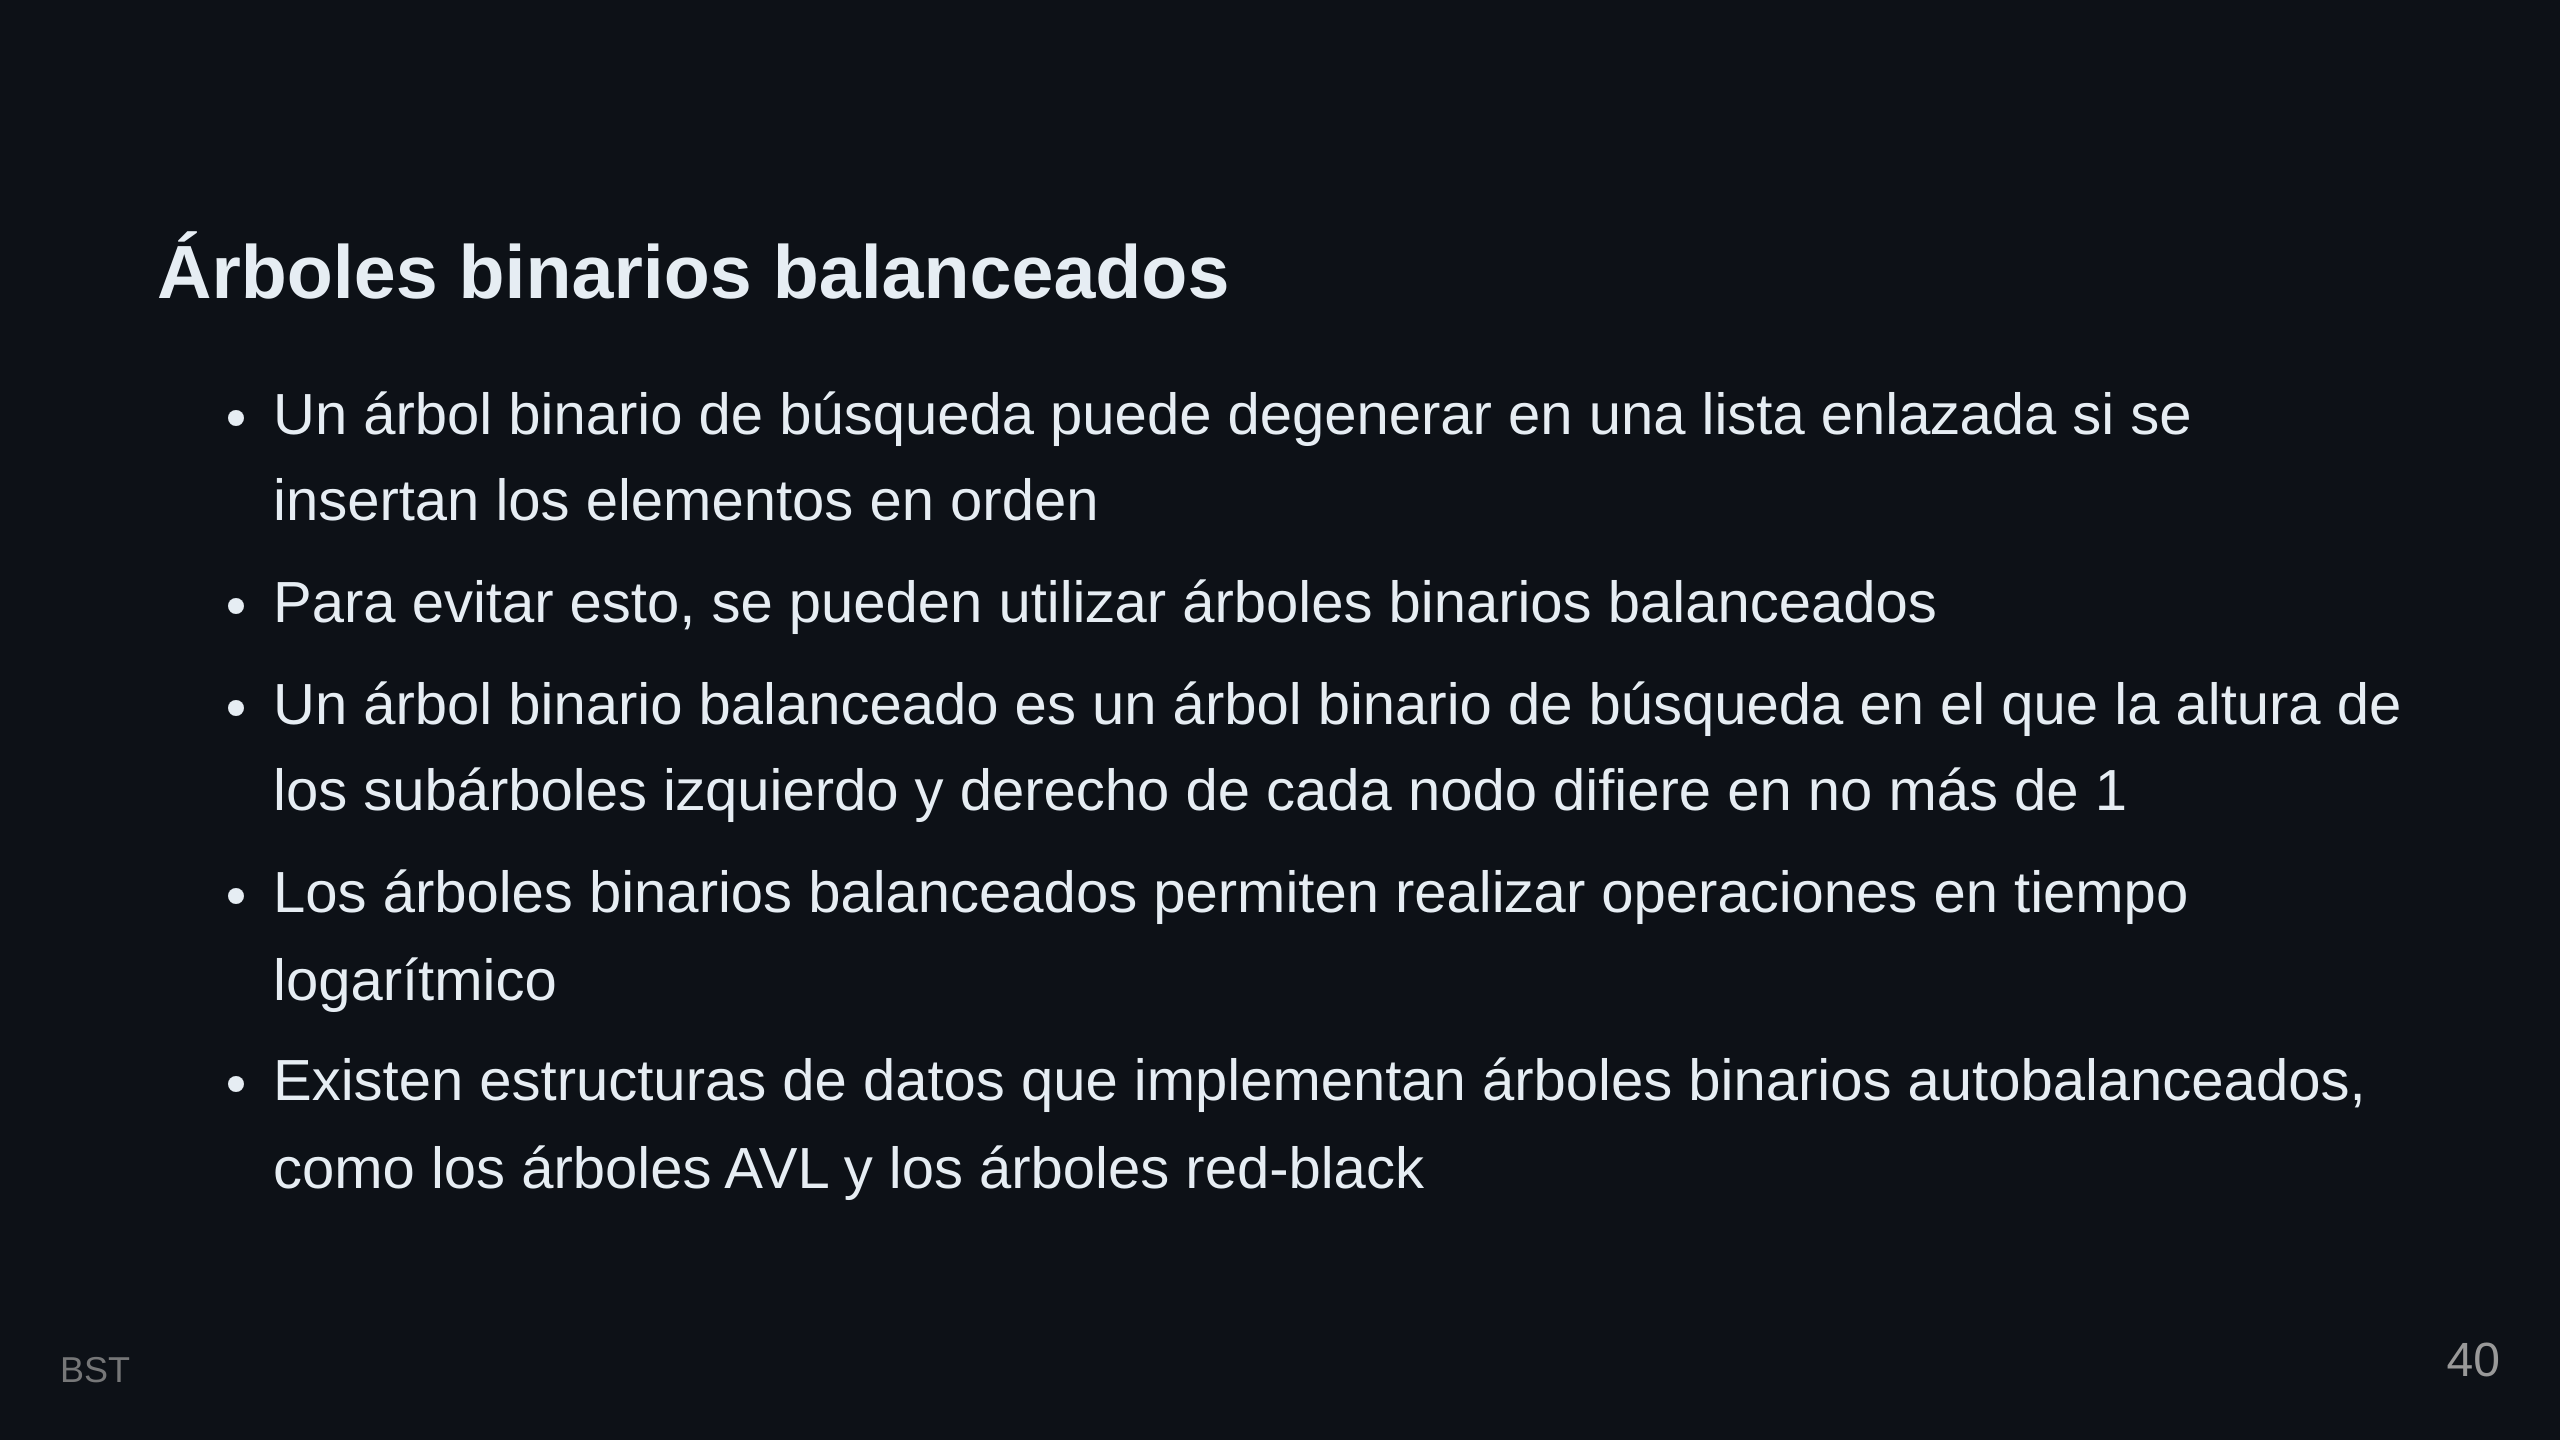 Árboles binarios balanceados
• Un árbol binario de búsqueda puede degenerar en una lista enlazada si se
insertan los elementos en orden
• Para evitar esto, se pueden utilizar árboles binarios balanceados
• Un árbol binario balanceado es un árbol binario de búsqueda en el que la altura de
los subárboles izquierdo y derecho de cada nodo difiere en no más de 1
• Los árboles binarios balanceados permiten realizar operaciones en tiempo
logarítmico
• Existen estructuras de datos que implementan árboles binarios autobalanceados,
como los árboles AVL y los árboles red-black
BST
40